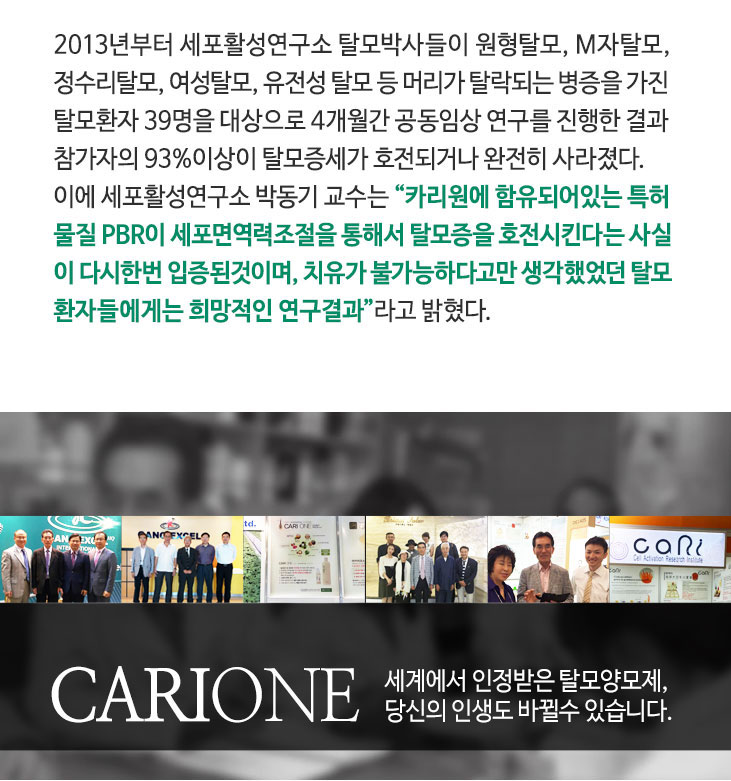 2013년부터 세포활성연구소 탈모박사들이 원형탈모, M자탈모,
정수리탈모, 여성탈모, 유전성 탈모 등 머리가 탈락되는 병증을 가진
탈모환자 39명을 대상으로 4개월간 공동임상 연구를 진행한 결과
참가자의 93%이상이 탈모증세가 호전되거나 완전히 사라졌다.
이에 세포활성연구소 박동기 교수는 “카리원에 함유되어있는 특허
물질 PBR이 세포면역력조절을 통해서 탈모증을 호전시킨다는 사실
이 다시한번 입증된것이며, 치유가 불가능하다고만 생각했었던 탈모
환자들에게는 희망적인 연구결과”라고 밝혔다.
ANG EXCEL
INTERNATIONAL
ANG EXCEL
Ltd.
CARI ONE
CaRI
Cell Activation Research Institute
CARIONE
세계에서 인정받은 탈모양모제,
당신의 인생도 바뀔수 있습니다.